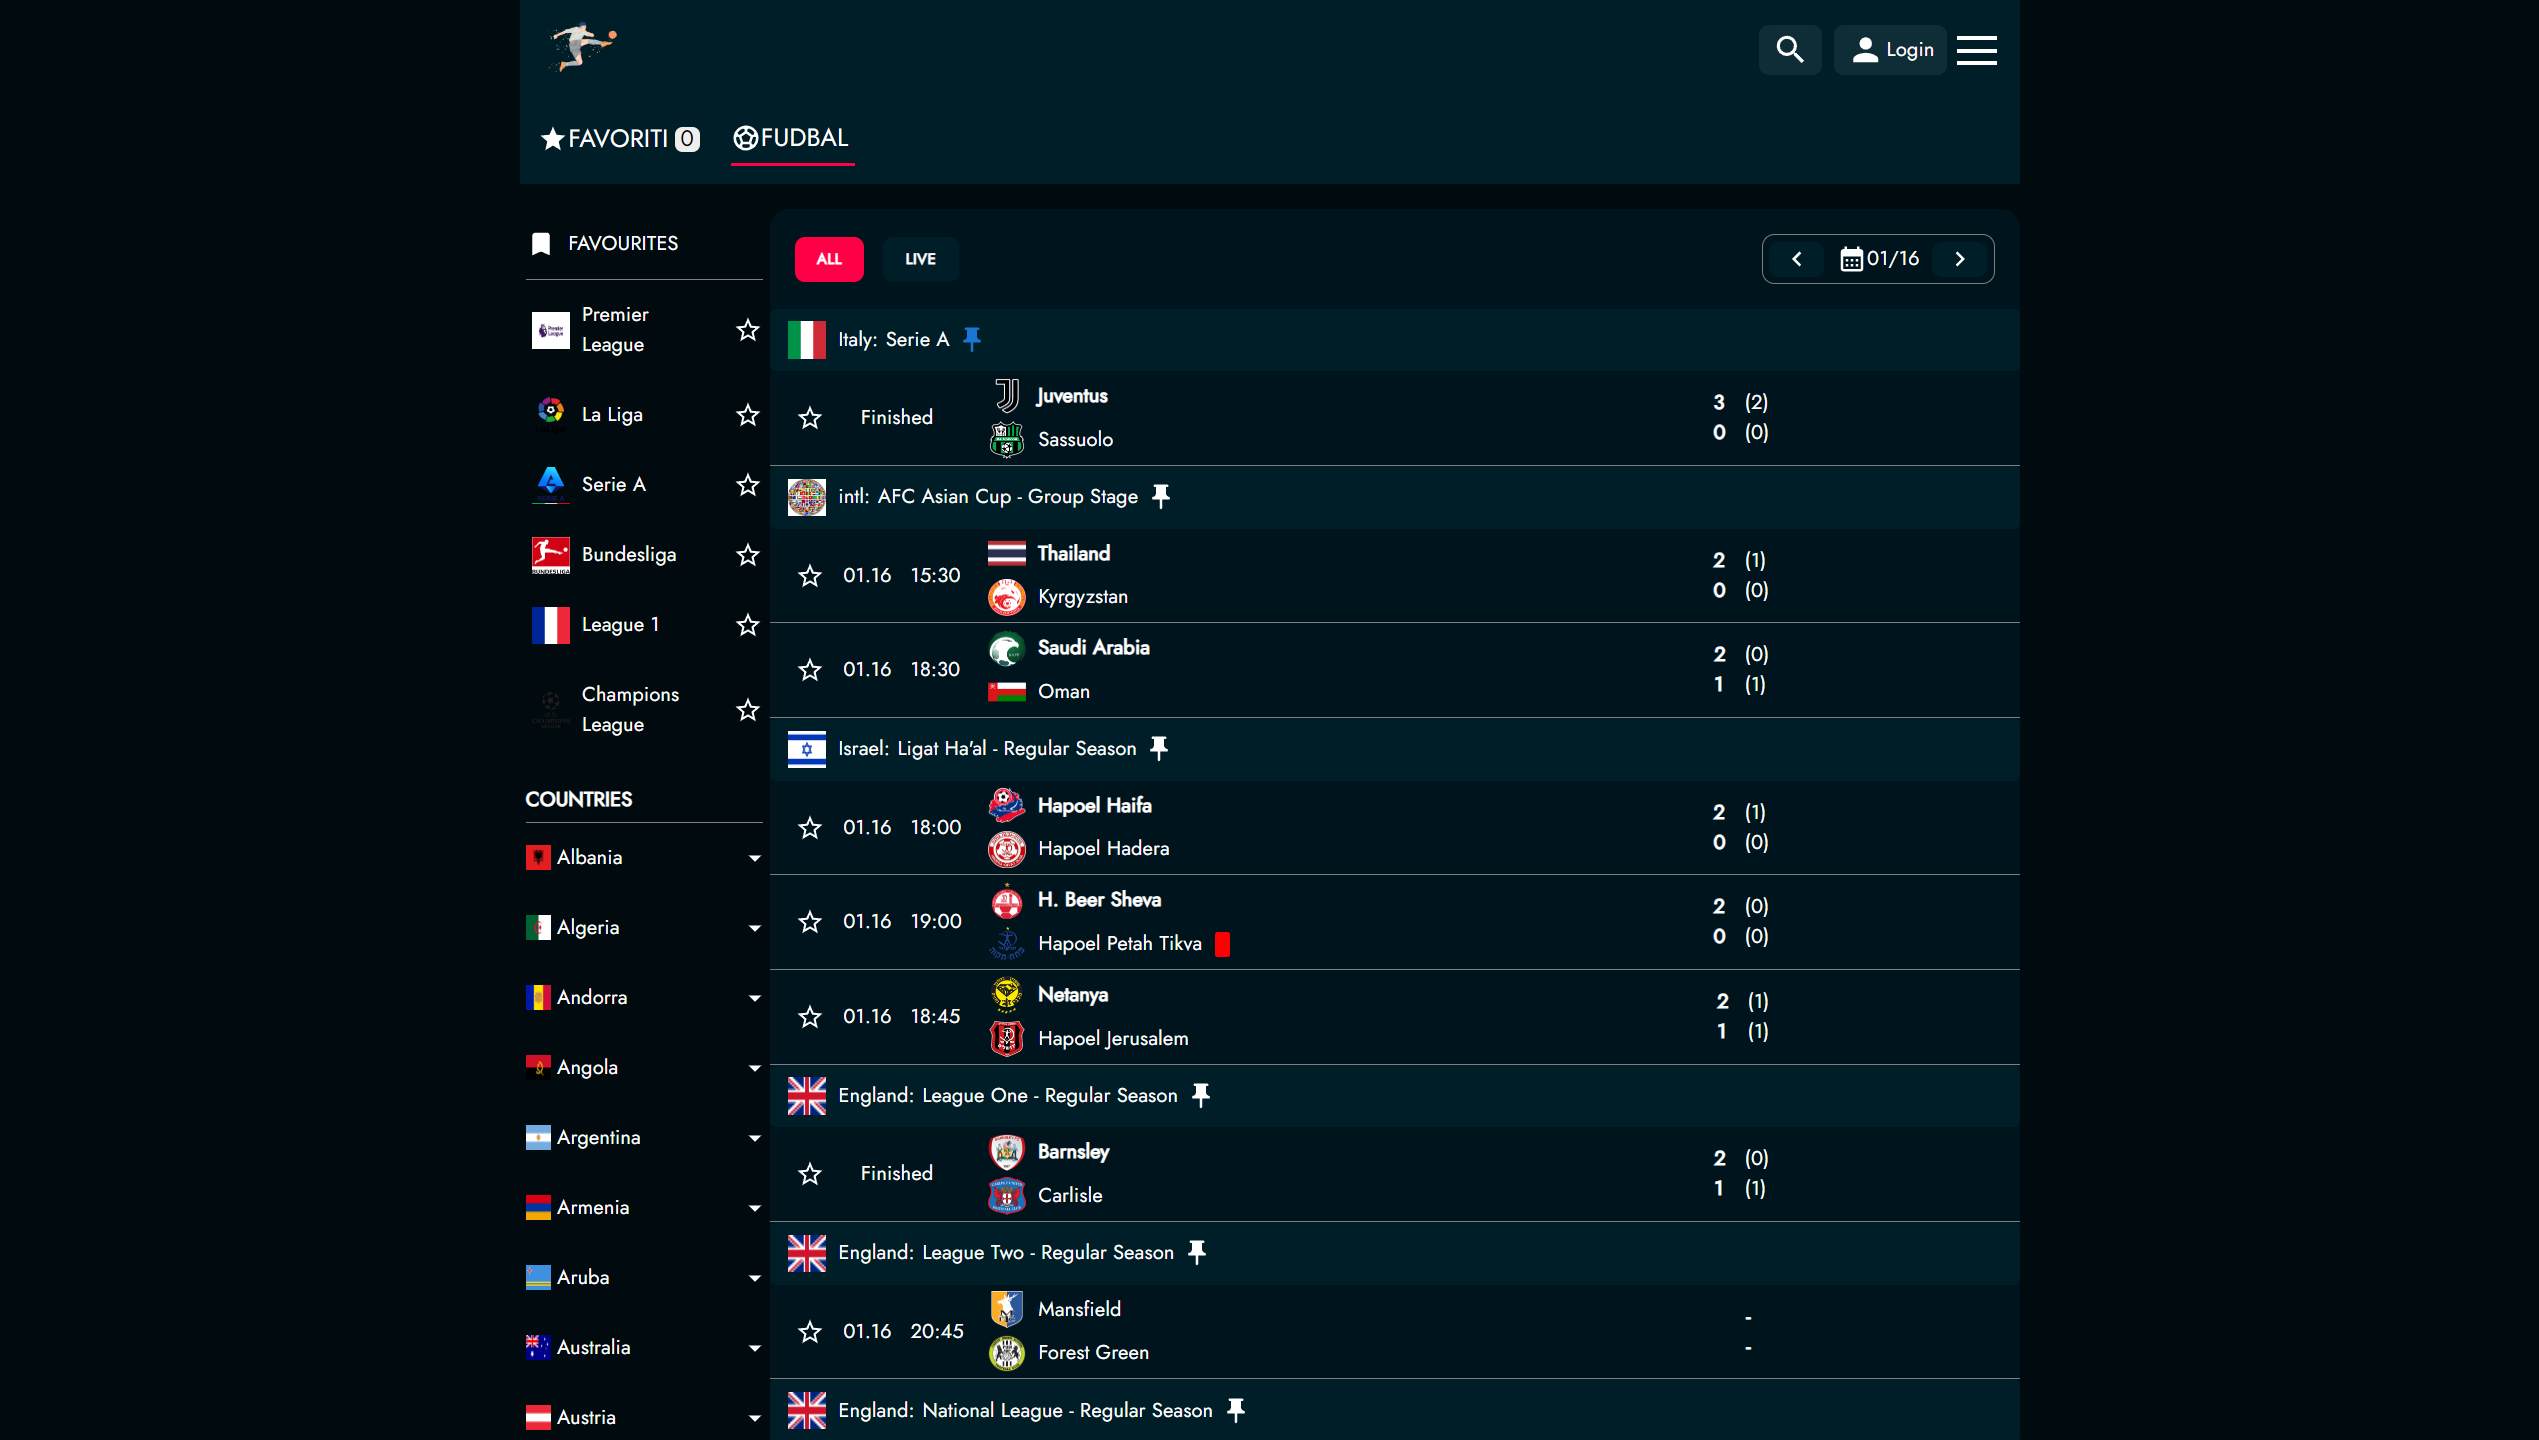 Login
FAVORITI 0
FUDBAL
FAVOURITES
Premier
League
La Liga
Serie A
Bundesliga
League 1
Champions
League
COUNTRIES
Albania
Algeria
Andorra
Angola
Argentina
Armenia
Aruba
Australia
Austria
ALL
LIVE
01/16
Italy: Serie A
Finished
Juventus
Sassuolo
3 (2)
0 (0)
intl: AFC Asian Cup - Group Stage
01.16 15:30
Thailand
Kyrgyzstan
2 (1)
0 (0)
01.16 18:30
Saudi Arabia
Oman
2 (0)
1 (1)
Israel: Ligat Ha'al - Regular Season
01.16 18:00
Hapoel Haifa
Hapoel Hadera
2 (1)
0 (0)
01.16 19:00
H. Beer Sheva
Hapoel Petah Tikva
2 (0)
0 (0)
01.16 18:45
Netanya
Hapoel Jerusalem
2 (1)
1 (1)
England: League One - Regular Season
Finished
Barnsley
Carlisle
2 (0)
1 (1)
England: League Two - Regular Season
01.16 20:45
Mansfield
Forest Green
-
-
England: National League - Regular Season